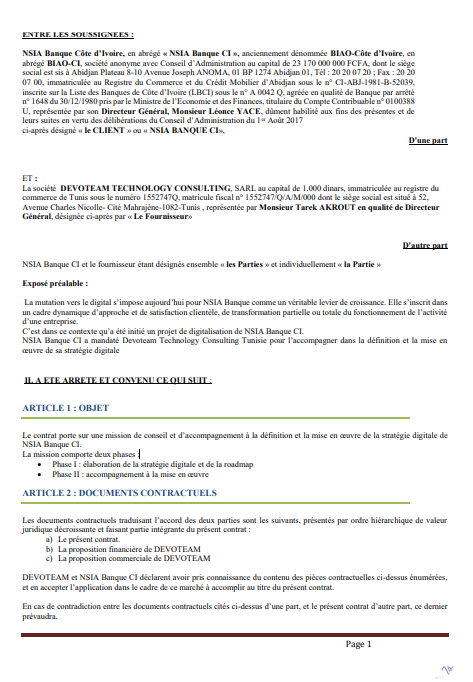 ENTRE LES SOUSSIGNEES :
NSIA Banque Côte d'Ivoire, en abrégé « NSIA Banque CI », anciennement dénommée BIAO-Côte d'Ivoire, en
abrégé BIAO-CI, société anonyme avec Conseil d'Administration au capital de 23 170 000 000 FCFA, dont le siège
social est sis à Abidjan Plateau 8-10 Avenue Joseph ANOMA, 01 BP 1274 Abidjan 01, Tél : 20 20 07 20 ; Fax : 20 20
07 00, immatriculée au Registre du Commerce et du Crédit Mobilier d'Abidjan sous le n° CI-ABJ-1981-B-52039,
inscrite sur la Liste des Banques de Côte d'Ivoire (LBCI) sous le n° A 0042 Q, agréée en qualité de Banque par arrêté
n° 1648 du 30/12/1980 pris par le Ministre de l'Economie et des Finances, titulaire du Compte Contribuable n° 0100388
U, représentée par son Directeur Général, Monsieur Léonce YACE, dûment habilité aux fins des présentes et de
leurs suites en vertu des délibérations du Conseil d'Administration du 1er Août 2017
ci-après désigné « le CLIENT » ou « NSIA BANQUE CI»,
D'une part
ET :
La société DEVOTEAM TECHNOLOGY CONSULTING, SARL au capital de 1.000 dinars, immatriculée au registre du
commerce de Tunis sous le numéro 1552747Q, matricule fiscal n° 1552747/Q/A/M/000 dont le siège social est situé à 52,
Avenue Charles Nicolle- Cité Mahrajène-1082-Tunis , représentée par Monsieur Tarek AKROUT en qualité de Directeur
Général, désignée ci-après par « Le Fournisseur»
D'autre part
NSIA Banque CI et le fournisseur étant désignés ensemble « les Parties » et individuellement « la Partie »
Exposé préalable :
La mutation vers le digital s'impose aujourd'hui pour NSIA Banque comme un véritable levier de croissance. Elle s'inscrit dans
un cadre dynamique d'approche et de satisfaction clientèle, de transformation partielle ou totale du fonctionnement de l'activité
d'une entreprise.
C'est dans ce contexte qu'a été initié un projet de digitalisation de NSIA Banque CI.
NSIA Banque CI a mandaté Devoteam Technology Consulting Tunisie pour l'accompagner dans la définition et la mise en
œuvre de sa stratégie digitale
IL A ETE ARRETE ET CONVENU CE QUI SUIT :
ARTICLE 1 : OBJET
Le contrat porte sur une mission de conseil et d'accompagnement à la définition et la mise en œuvre de la stratégie digitale de
NSIA Banque CI.
La mission comporte deux phases :
• Phase I : élaboration de la stratégie digitale et de la roadmap
• Phase II : accompagnement à la mise en œuvre
ARTICLE 2 : DOCUMENTS CONTRACTUELS
Les documents contractuels traduisant l'accord des deux parties sont les suivants, présentés par ordre hiérarchique de valeur
juridique décroissante et faisant partie intégrante du présent contrat :
a) Le présent contrat.
b) La proposition financière de DEVOTEAM
c) La proposition commerciale de DEVOTEAM
DEVOTEAM et NSIA Banque CI déclarent avoir pris connaissance du contenu des pièces contractuelles ci-dessus énumérées,
et en accepter l'application dans le cadre de ce marché à accomplir au titre du présent contrat.
En cas de contradiction entre les documents contractuels cités ci-dessus d'une part, et le présent contrat d'autre part, ce dernier
prévaudra.
Page 1